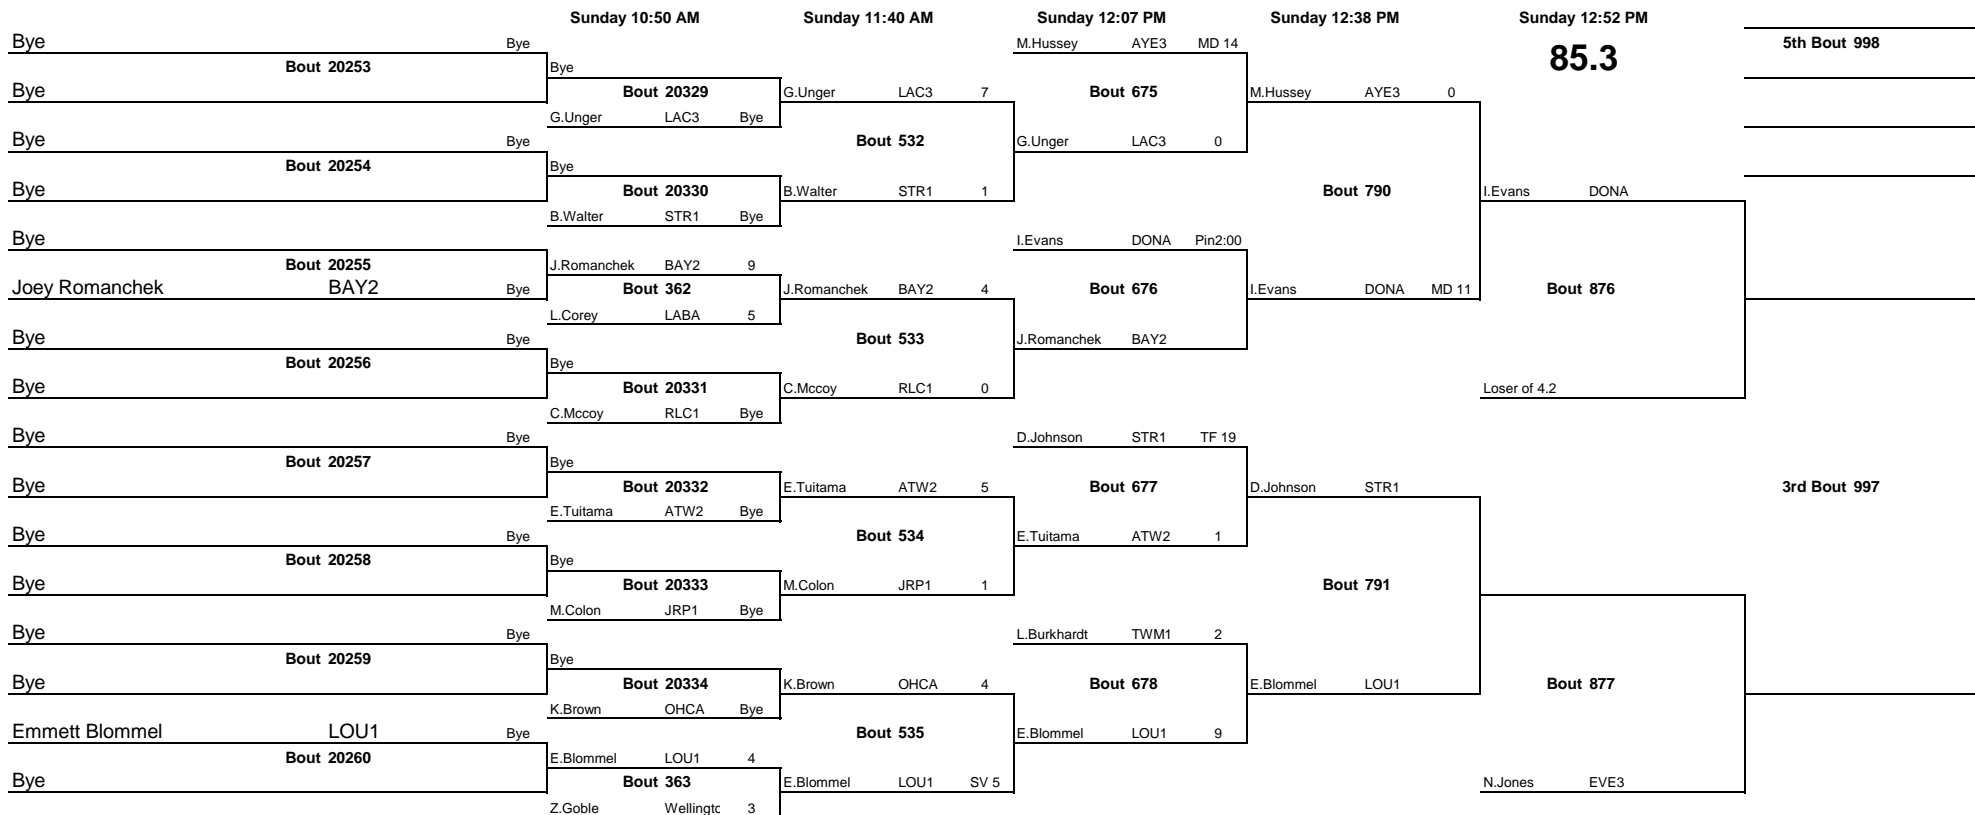 Sunday 10:50 AM Sunday 11:40 AM Sunday 12:07 PM Sunday 12:38 PM Sunday 12:52 PM
Bye Bye M.Hussey AYE3 MD 14 5th Bout 998
85.3
Bout 20253 Bye
Bye Bout 20329 G.Unger LAC3 7 Bout 675 M.Hussey AYE3 0
G.Unger LAC3 Bye
Bye Bye Bout 532 G.Unger LAC3 0
Bout 20254 Bye
Bye Bout 20330 B.Walter STR1 1 Bout 790 I.Evans DONA
B.Walter STR1 Bye
Bye I.Evans DONA Pin2:00
Bout 20255 J.Romanchek BAY2 9
Joey Romanchek BAY2 Bye Bout 362 J.Romanchek BAY2 4 Bout 676 I.Evans DONA MD 11 Bout 876
L.Corey LABA 5
Bye Bye Bout 533 J.Romanchek BAY2
Bout 20256 Bye
Bye Bout 20331 C.Mccoy RLC1 0 Loser of 4.2
C.Mccoy RLC1 Bye
Bye Bye D.Johnson STR1 TF 19
Bout 20257 Bye
Bye Bout 20332 E.Tuitama ATW2 5 Bout 677 D.Johnson STR1 3rd Bout 997
E.Tuitama ATW2 Bye
Bye Bye Bout 534 E.Tuitama ATW2 1
Bout 20258 Bye
Bye Bout 20333 M.Colon JRP1 1 Bout 791
M.Colon JRP1 Bye
Bye Bye L.Burkhardt TWM1 2
Bout 20259 Bye
Bye Bout 20334 K.Brown OHCA 4 Bout 678 E.Blommel LOU1 Bout 877
K.Brown OHCA Bye
Emmett Blommel LOU1 Bye Bout 535 E.Blommel LOU1 9
Bout 20260 E.Blommel LOU1 4
Bye Bout 363 E.Blommel LOU1 SV 5 N.Jones EVE3
Z.Goble Wellingtc 3